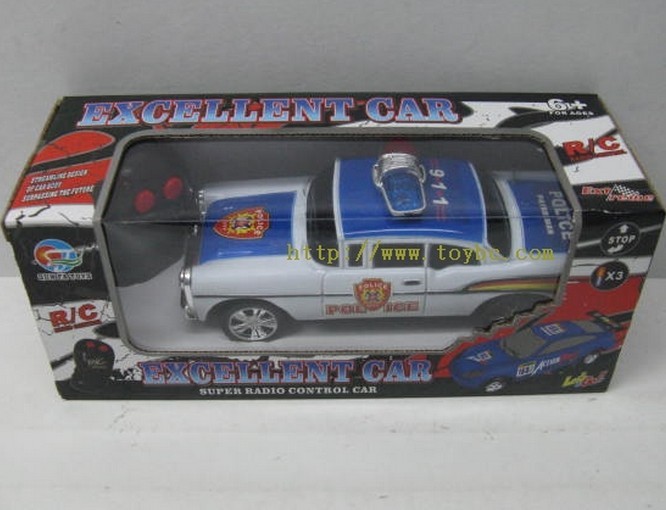 EXCELLENT CAR
6+
FOR AGES
R/C
STREAMLINE DESIGN
OF CAR BODY
SURPASSING THE FUTURE
911
POLICE
http://www.toybe.com
STOP
X3
POLICE
POLICE
R/C
R/C
EXCELLENT CAR
SUPER RADIO CONTROL CAR